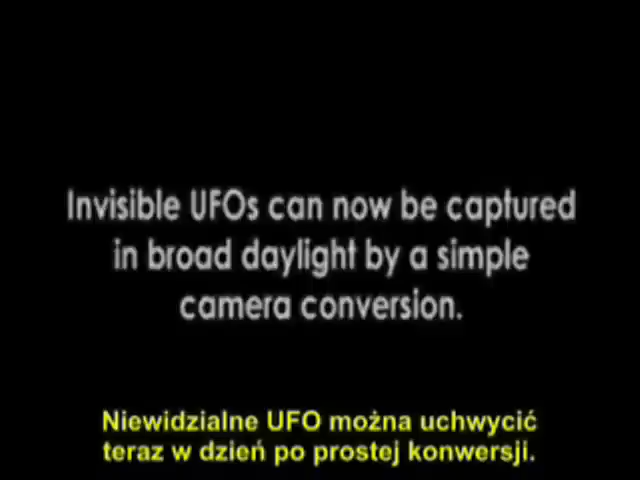 Invisible UFOs can now be captured
in broad daylight by a simple
camera conversion.
Niewidzialne UFO można uchwycić
teraz w dzień po prostej konwersji.